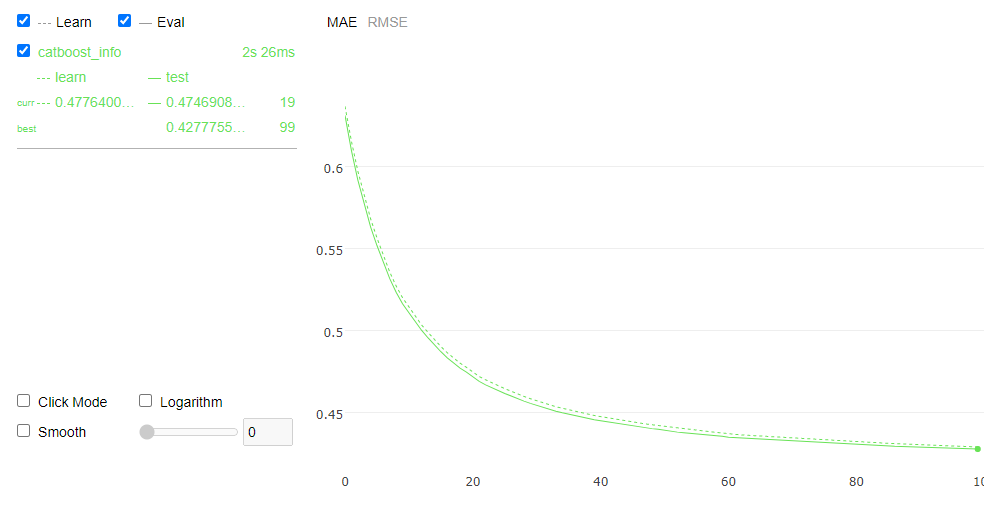 --- Learn — Eval
catboost_info 2s 26ms
--- learn — test
curr --- 0.4776400... — 0.4746908... 19
best 0.4277755... 99
Click Mode Logarithm
Smooth 0
MAE RMSE
0.6
0.55
0.5
0.45
0 20 40 60 80 10